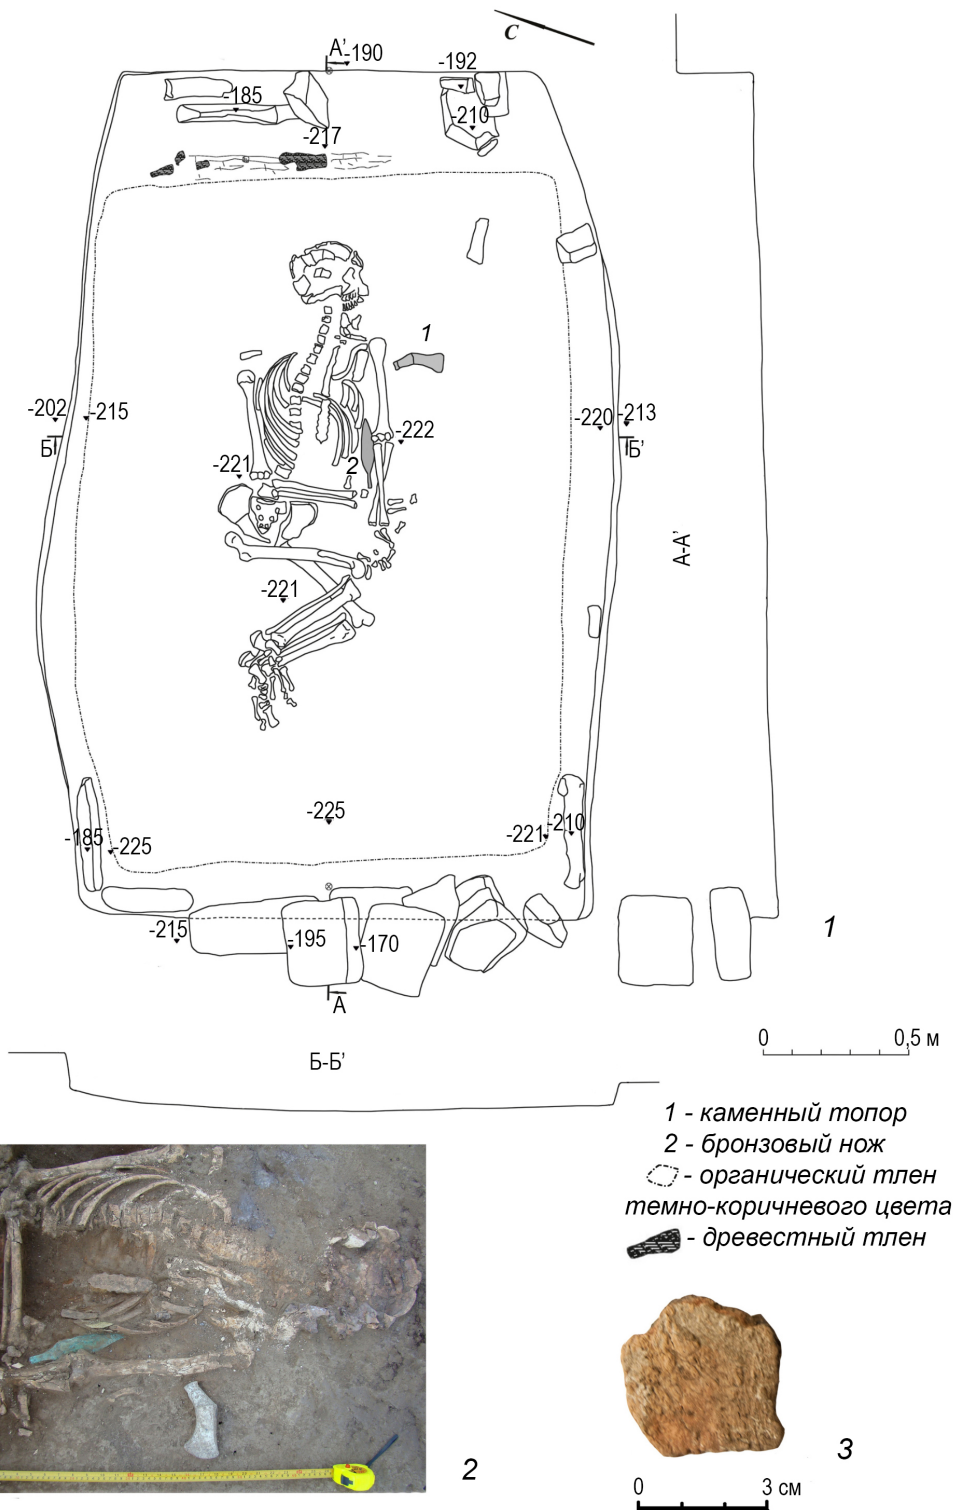 С
А'
-190
-192
-185
-210
-217
1
-202
-215
-220
-213
Б
Б'
-222
-221
2
А-А'
-221
-225
-185
-225
-221
-210
-215
-195
-170
1
А
0 0,5 м
Б-Б'
1 - каменный топор
2 - бронзовый нож
- органический тлен
темно-коричневого цвета
- древестный тлен
2
3
0 3 см